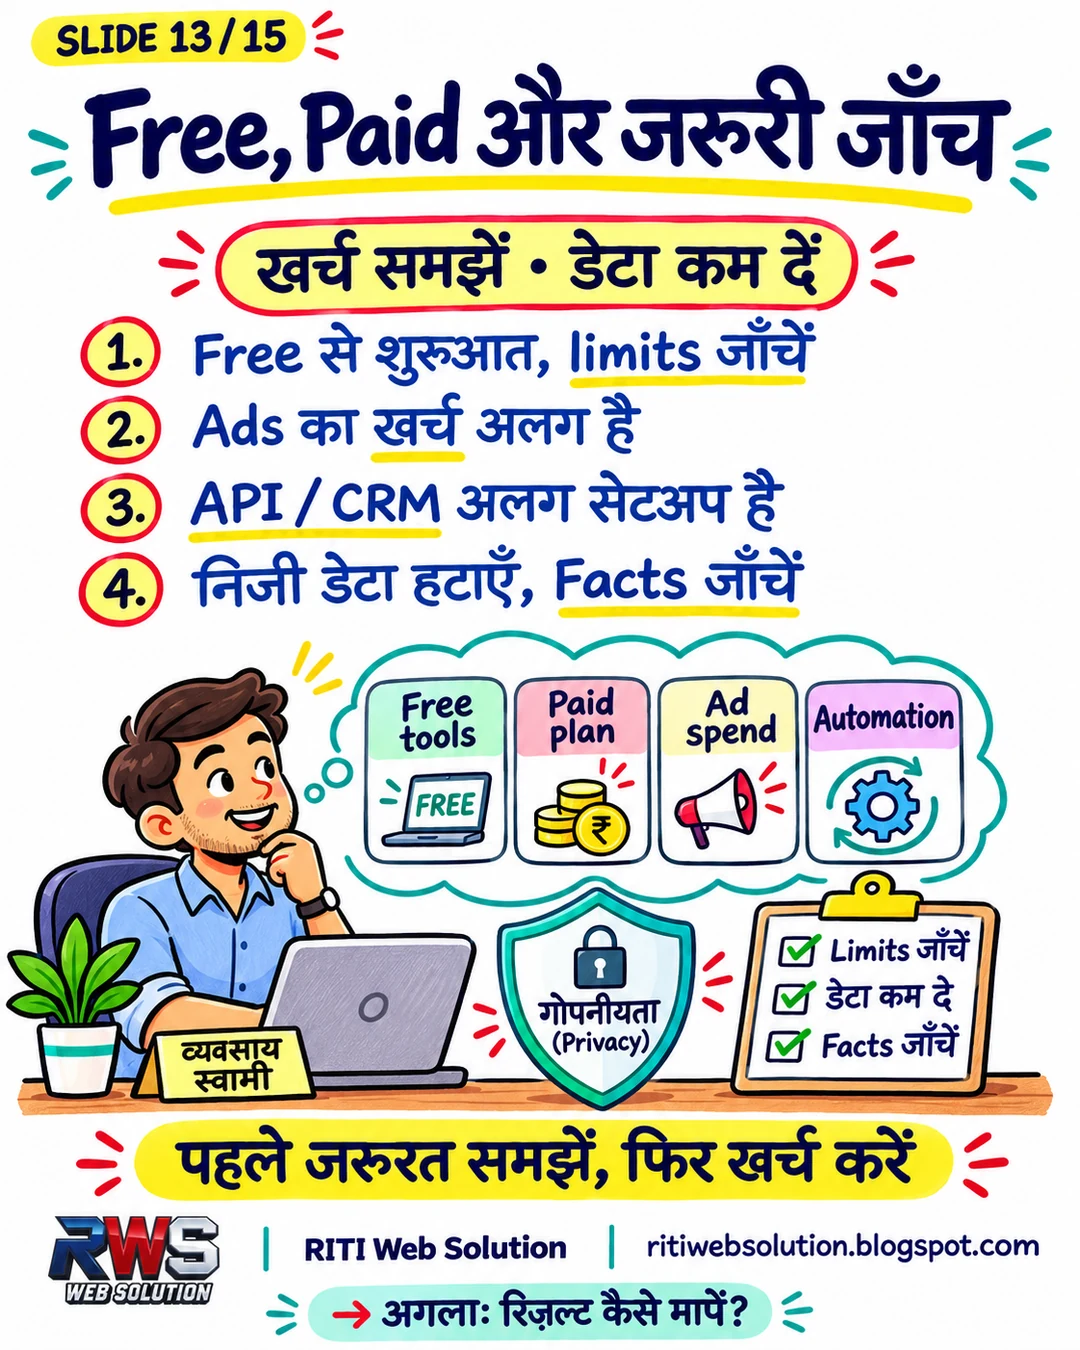 SLIDE 13 / 15
Free, Paid और जरुरी जाँच
खर्च समझें • डेटा कम दें
1. Free से शुरुआत, limits जाँचें
2. Ads का खर्च अलग है
3. API / CRM अलग सेटअप है
4. निजी डेटा हटाएँ, Facts जाँचें
Free
tools
FREE
Paid
plan
₹
Ad
spend
Automation
व्यवसाय
स्वामी
गोपनीयता
(Privacy)
Limits जाँचें
डेटा कम दे
Facts जाँचें
पहले जरुरत समझें, फिर खर्च करें
RWS
WEB SOLUTION
RITI Web Solution
ritiwebsolution.blogspot.com
→ अगला: रिज़ल्ट कैसे मापें?